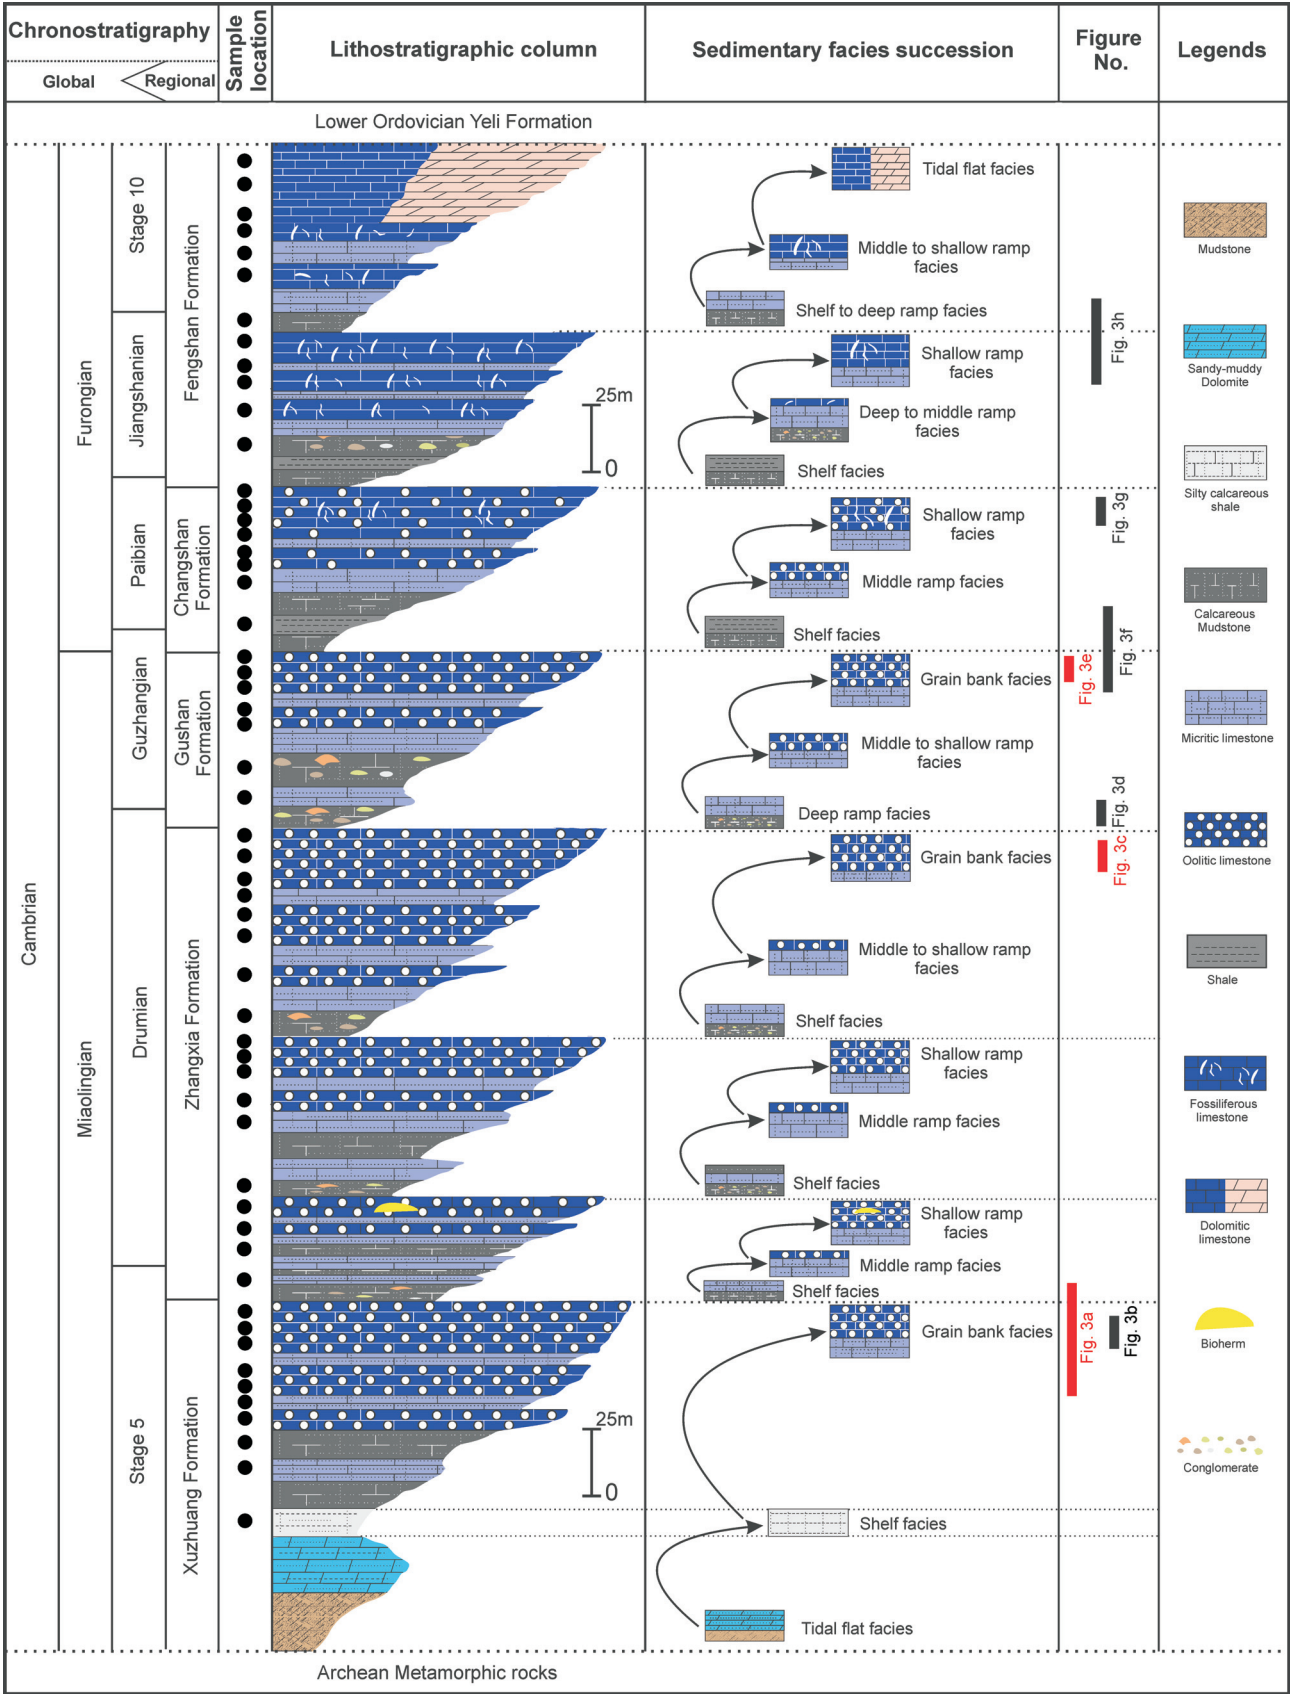 Chronostratigraphy
Global
Regional
Sample
location
Lithostratigraphic column
Sedimentary facies succession
Figure
No.
Legends
Lower Ordovician Yeli Formation
Cambrian
Furongian
Miaolingian
Stage 10
Jiangshanian
Paibian
Guzhangian
Drumian
Stage 5
Fengshan Formation
Changshan
Formation
Gushan
Formation
Zhangxia Formation
Xuzhuang Formation
25m
0
25m
0
Tidal flat facies
Middle to shallow ramp
facies
Shelf to deep ramp facies
Shallow ramp
facies
Deep to middle ramp
facies
Shelf facies
Shallow ramp
facies
Middle ramp facies
Shelf facies
Grain bank facies
Middle to shallow ramp
facies
Deep ramp facies
Grain bank facies
Middle to shallow ramp
facies
Shelf facies
Shallow ramp
facies
Middle ramp facies
Shelf facies
Shallow ramp
facies
Middle ramp facies
Shelf facies
Grain bank facies
Shelf facies
Tidal flat facies
Fig. 3h
Fig. 3g
Fig. 3f
Fig. 3e
Fig. 3d
Fig. 3c
Fig. 3a
Fig. 3b
Mudstone
Sandy-muddy
Dolomite
Silty calcareous
shale
Calcareous
Mudstone
Micritic limestone
Oolitic limestone
Shale
Fossiliferous
limestone
Dolomitic
limestone
Bioherm
Conglomerate
Archean Metamorphic rocks